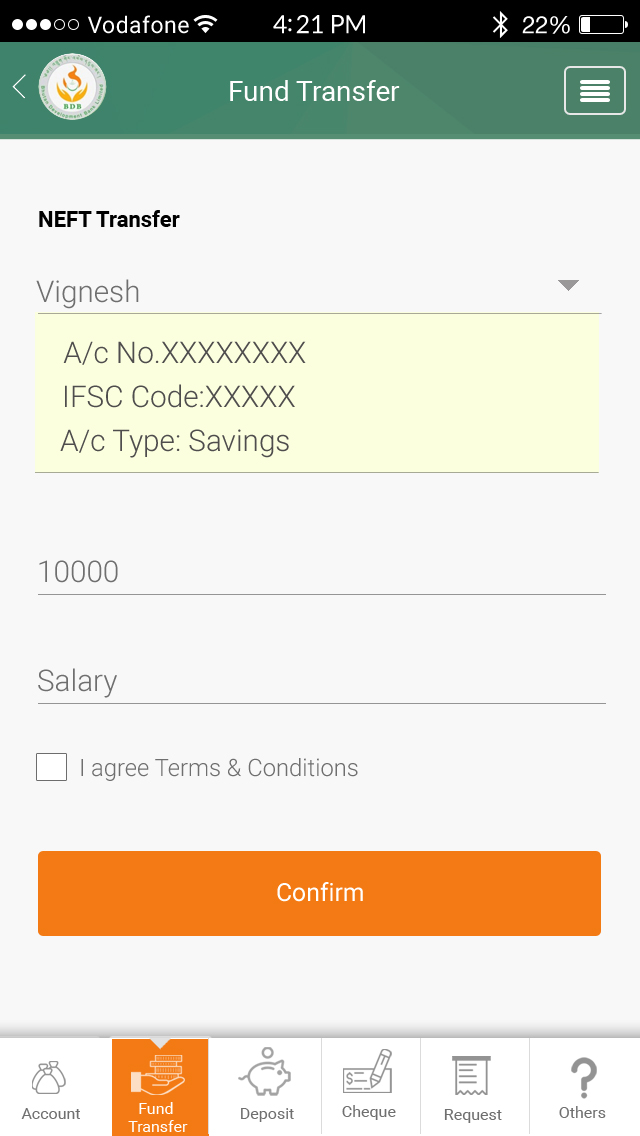 Vodafone 4:21 PM 22%
BDB
Fund Transfer
NEFT Transfer
Vignesh
A/c No.XXXXXXXX
IFSC Code:XXXXX
A/c Type: Savings
10000
Salary
I agree Terms & Conditions
Confirm
Account
Fund
Transfer
Deposit
Cheque
Request
Others